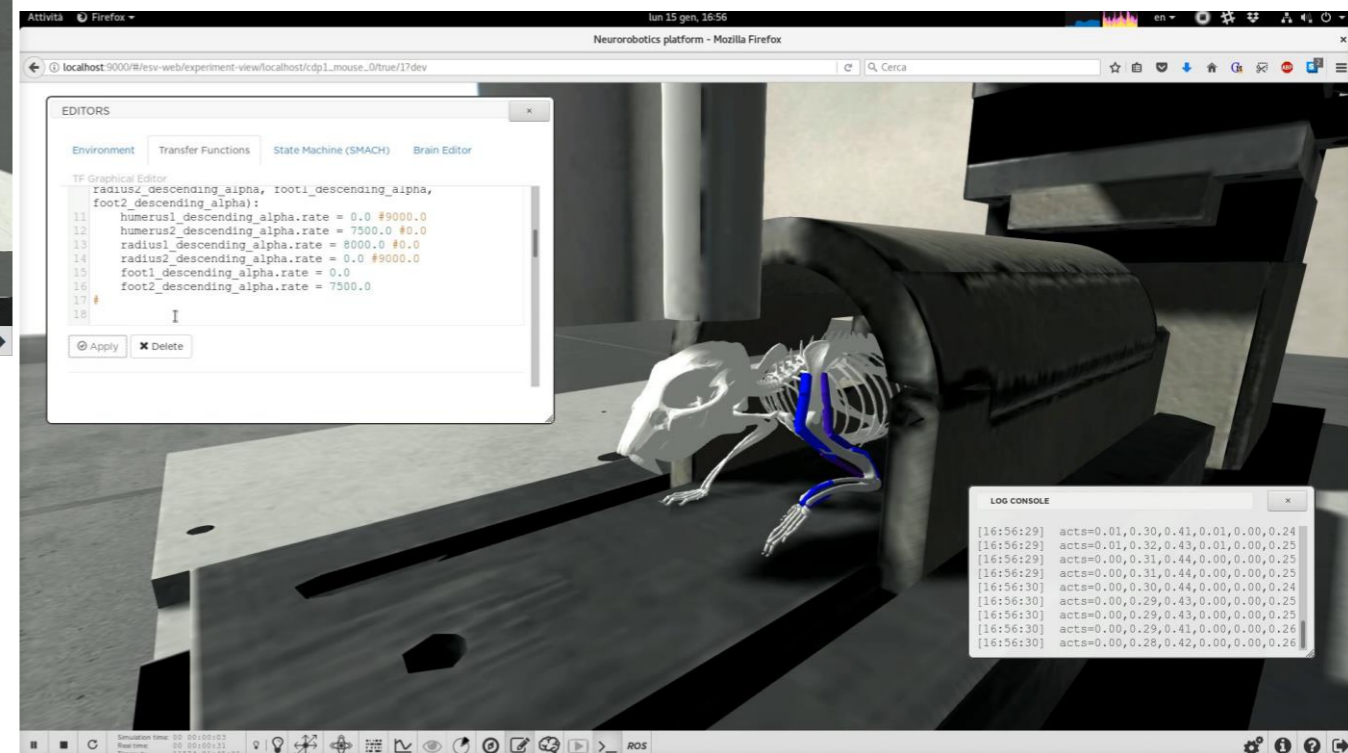 Attività Firefox lun 15 gen, 16:56 en
Neurorobotics platform - Mozilla Firefox
localhost:9000/#/esv-web/experiment-view/localhost/cdp1_mouse_0/true/1?dev Cerca
EDITORS
Environment Transfer Functions State Machine (SMACH) Brain Editor
TF Graphical Editor
radius2_descending_alpha, foot1_descending_alpha,
foot2_descending_alpha):
11 humerus1_descending_alpha.rate = 0.0 #9000.0
12 humerus2_descending_alpha.rate = 7500.0 #0.0
13 radius1_descending_alpha.rate = 8000.0 #0.0
14 radius2_descending_alpha.rate = 0.0 #9000.0
15 foot1_descending_alpha.rate = 0.0
16 foot2_descending_alpha.rate = 7500.0
17 #
18
Apply Delete
LOG CONSOLE
[16:56:29] acts=0.01,0.30,0.41,0.01,0.00,0.24
[16:56:29] acts=0.01,0.32,0.43,0.01,0.00,0.25
[16:56:29] acts=0.00,0.31,0.44,0.00,0.00,0.25
[16:56:29] acts=0.00,0.31,0.44,0.00,0.00,0.25
[16:56:30] acts=0.00,0.30,0.44,0.00,0.00,0.24
[16:56:30] acts=0.00,0.29,0.43,0.00,0.00,0.25
[16:56:30] acts=0.00,0.29,0.43,0.00,0.00,0.25
[16:56:30] acts=0.00,0.29,0.41,0.00,0.00,0.26
[16:56:30] acts=0.00,0.28,0.42,0.00,0.00,0.26
Simulation time: 00 00:00:03
Real time: 00 00:00:31
ROS